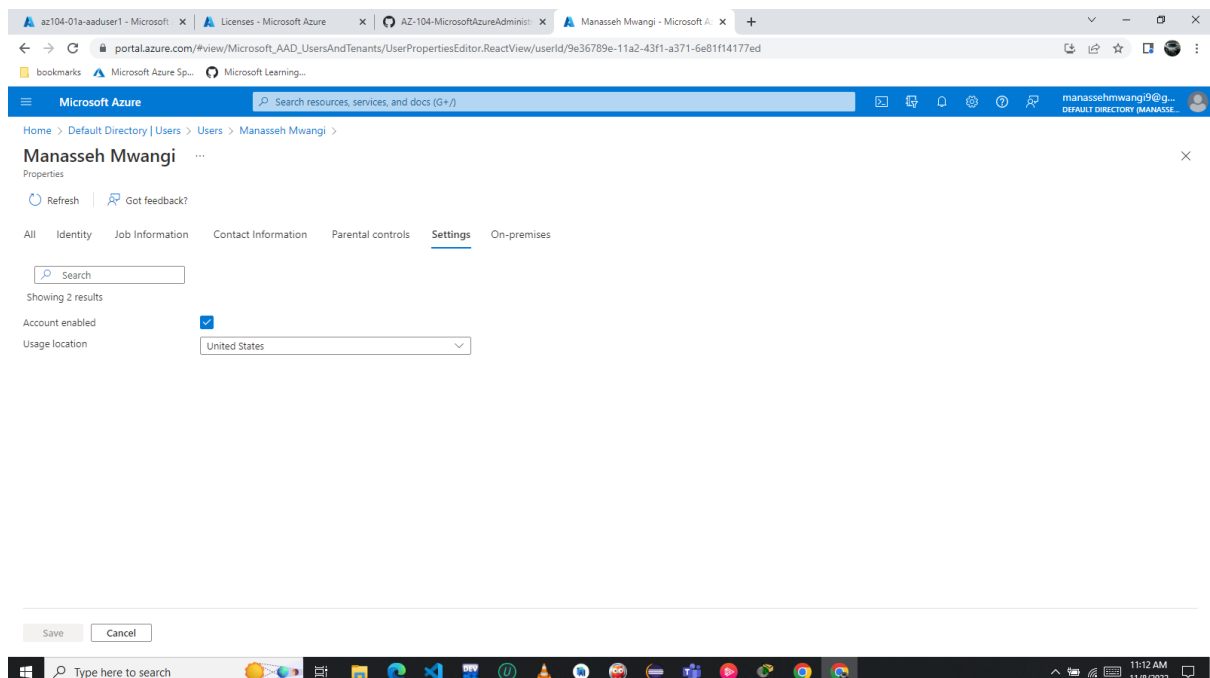 az104-01a-aaduser1 - Microsoft Licenses - Microsoft Azure AZ-104-MicrosoftAzureAdminist Manasseh Mwangi - Microsoft A
portal.azure.com/#view/Microsoft_AAD_UsersAndTenants/UserPropertiesEditor.ReactView/userId/9e36789e-11a2-43f1-a371-6e81f14177ed
bookmarks Microsoft Azure Sp... Microsoft Learning...
Microsoft Azure Search resources, services, and docs (G+/) manassehmwangi9@g...
DEFAULT DIRECTORY (MANASSE...
Home > Default Directory | Users > Users > Manasseh Mwangi >
Manasseh Mwangi ...
Properties
Refresh Got feedback?
All Identity Job Information Contact Information Parental controls Settings On-premises
Search
Showing 2 results
Account enabled
Usage location United States
Save Cancel
Type here to search 11:12 AM
11/8/2022